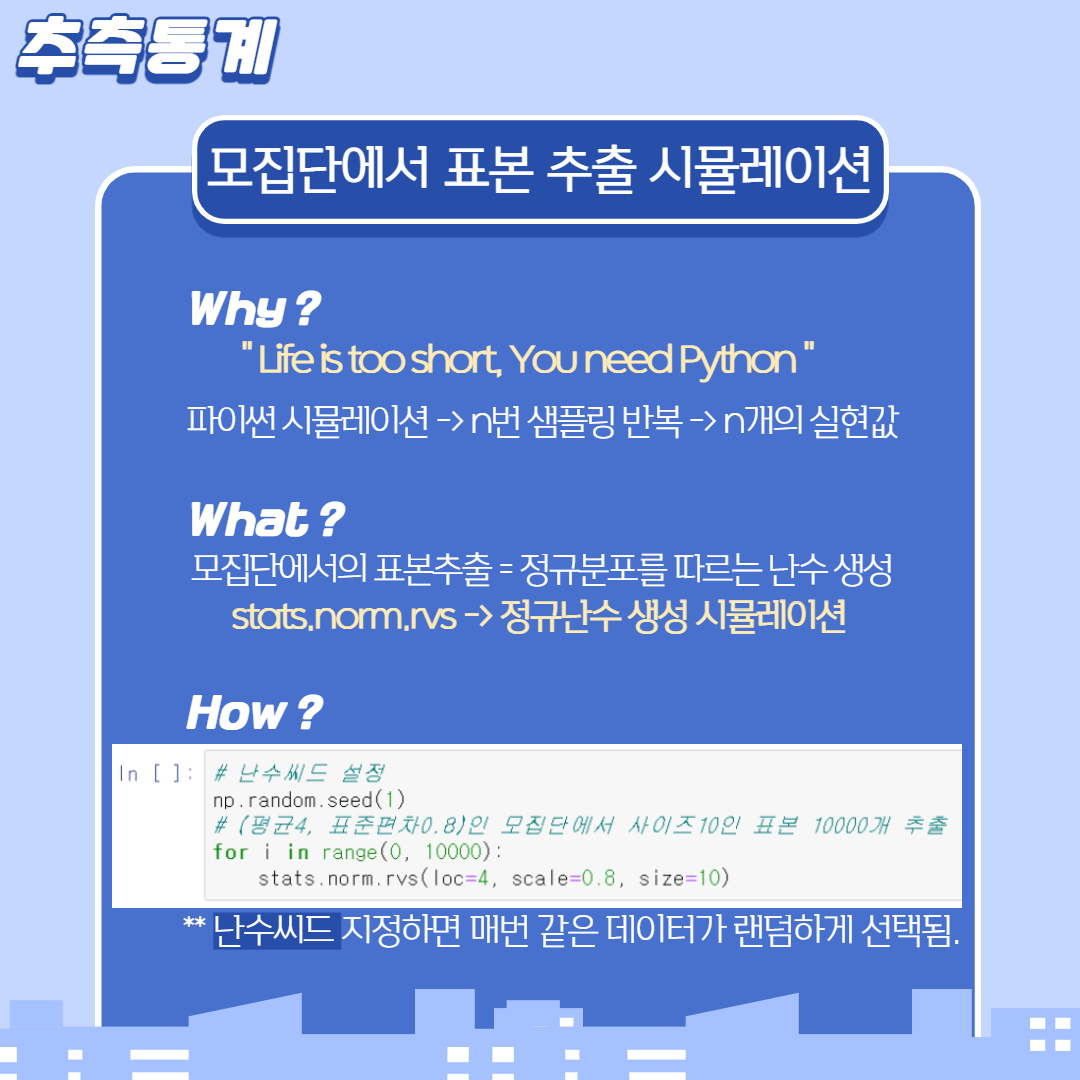 추측통계
모집단에서 표본 추출 시뮬레이션
Why ?
" Life is too short, You need Python "
파이썬 시뮬레이션 -> n번 샘플링 반복 -> n개의 실현값
What ?
모집단에서의 표본추출 = 정규분포를 따르는 난수 생성
stats.norm.rvs -> 정규난수 생성 시뮬레이션
How ?
In [ ]: # 난수씨드 설정
np.random.seed(1)
# (평균4, 표준편차0.8)인 모집단에서 사이즈10인 표본 10000개 추출
for i in range(0, 10000):
    stats.norm.rvs(loc=4, scale=0.8, size=10)
** 난수씨드 지정하면 매번 같은 데이터가 랜덤하게 선택됨.